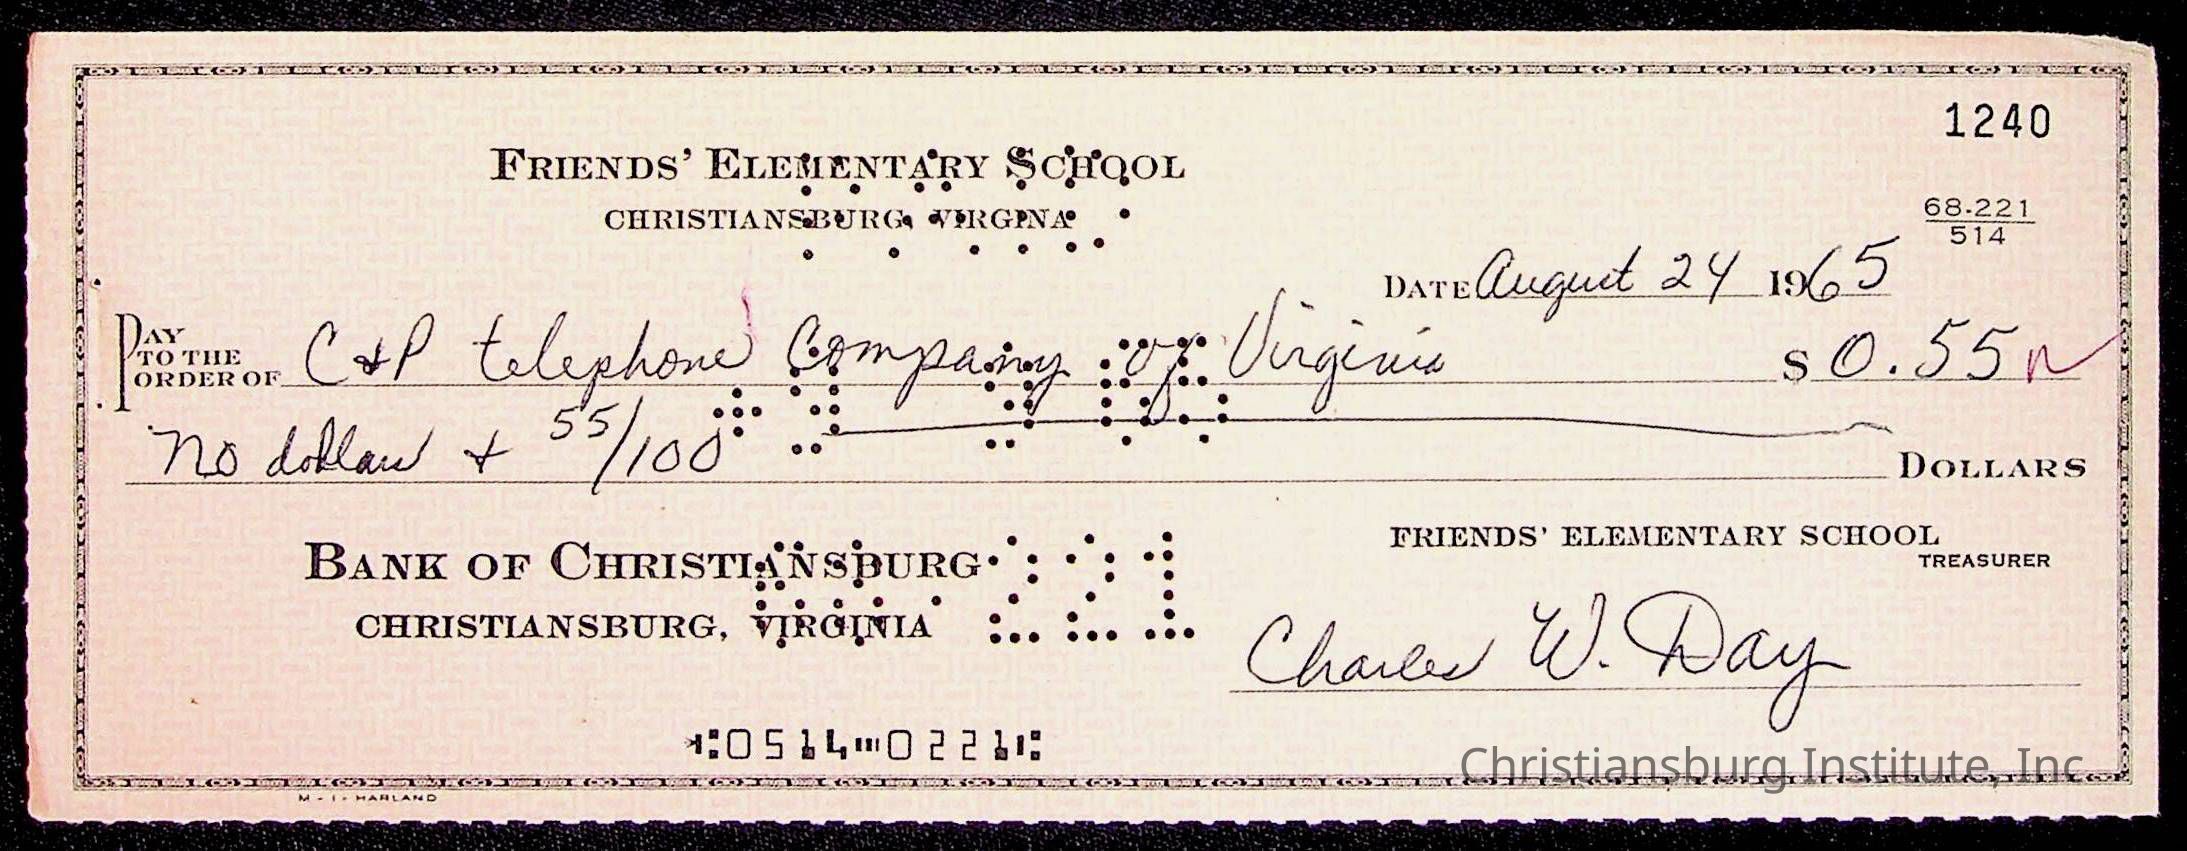 1240
FRIENDS' ELEMENTARY SCHOOL
CHRISTIANSBURG, VIRGINA
68-221
514
DATE August 24 1965
PAY TO THE ORDER OF C&P telephone Company of Virginia $ 0.55
No dollars + 55/100 DOLLARS
BANK OF CHRISTIANSBURG
CHRISTIANSBURG, VIRGINIA
FRIENDS' ELEMENTARY SCHOOL
TREASURER
Charles W. Day
⑆0514⑉0221⑆
Christiansburg Institute, Inc
M-I-HARLAND